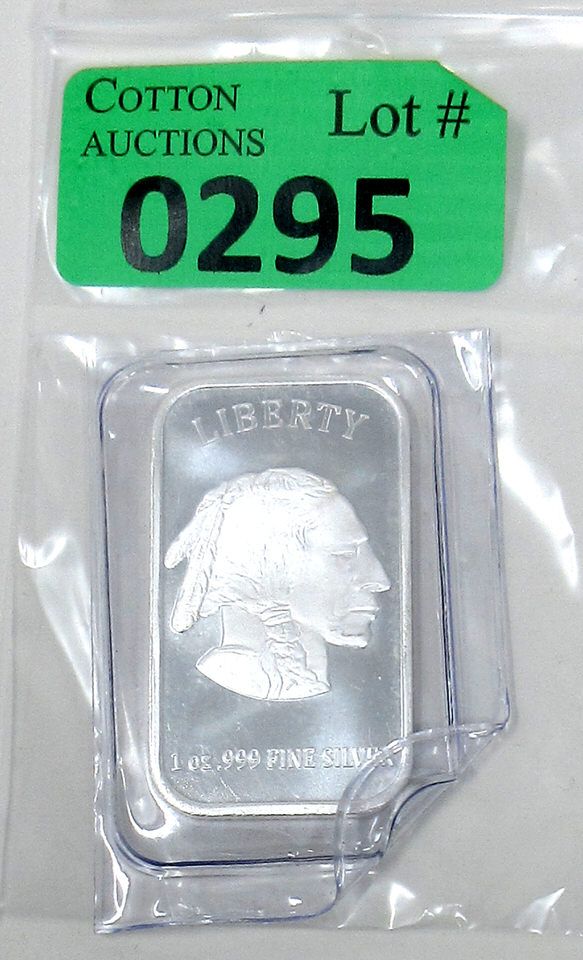 COTTON
AUCTIONS
Lot #
0295
LIBERTY
1 oz .999 FINE SILVER